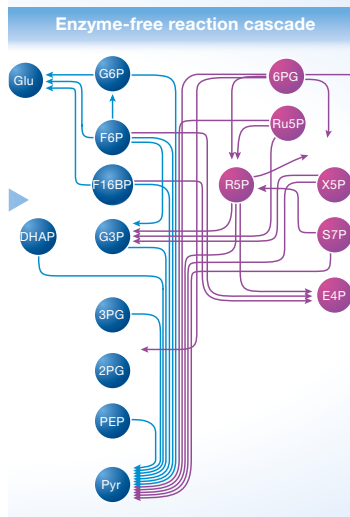 Enzyme-free reaction cascade
G6P
6PG
Glu
Ru5P
F6P
F16BP
R5P
X5P
DHAP
G3P
S7P
E4P
3PG
2PG
PEP
Pyr